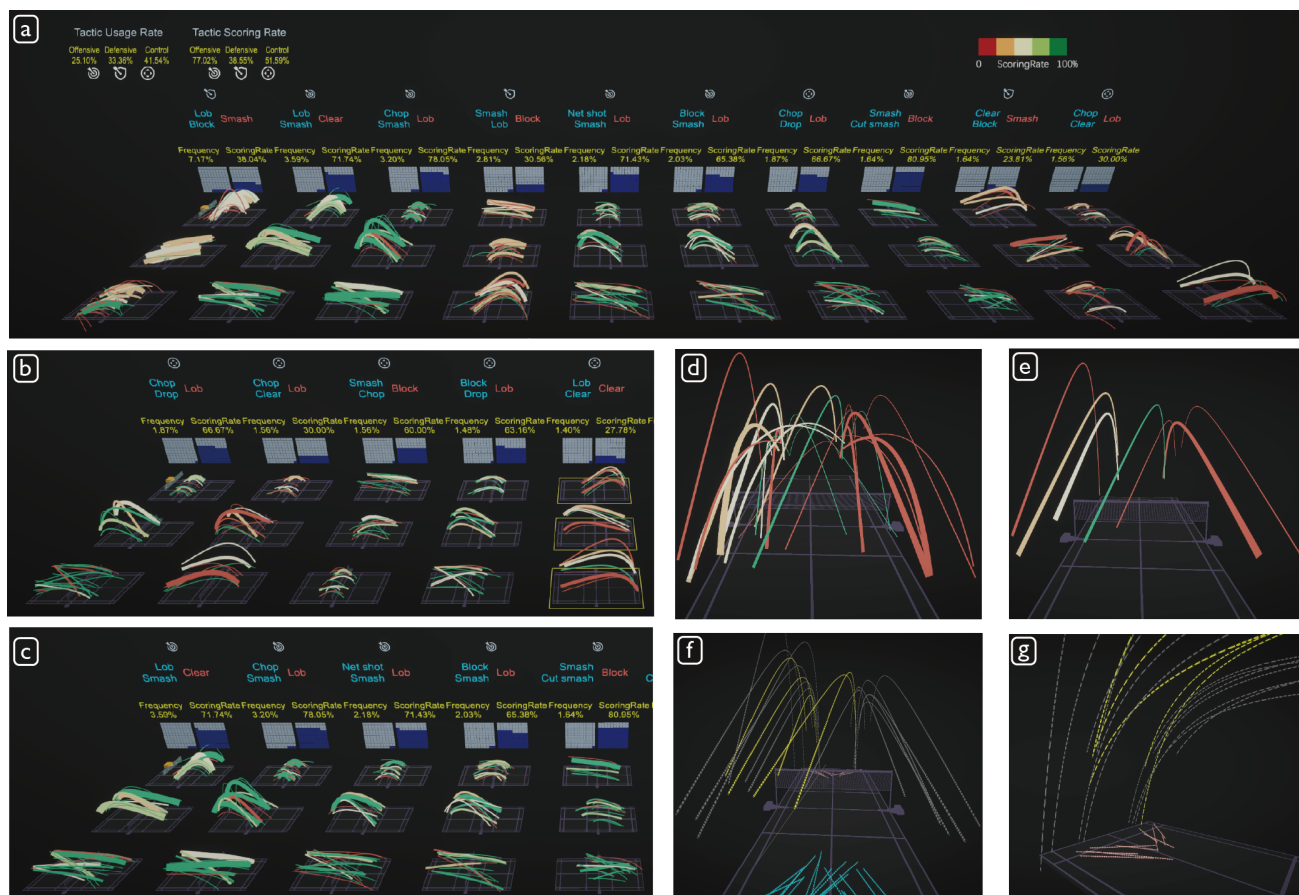 a
Tactic Usage Rate Tactic Scoring Rate
Offensive Defensive Control Offensive Defensive Control
25.10% 33.36% 41.54% 77.02% 38.55% 51.59%
0 ScoringRate 100%
Lob Block Smash
Lob Smash Clear
Chop Smash Lob
Smash Lob Block
Net shot Smash Lob
Block Smash Lob
Chop Drop Lob
Smash Cut smash Block
Clear Block Smash
Chop Clear Lob
Frequency ScoringRate Frequency ScoringRate Frequency ScoringRate Frequency ScoringRate Frequency ScoringRate Frequency ScoringRate Frequency ScoringRate Frequency ScoringRate Frequency ScoringRate Frequency ScoringRate
7.17% 38.04% 3.59% 71.74% 3.20% 78.05% 2.81% 30.56% 2.18% 71.43% 2.03% 65.38% 1.87% 66.67% 1.64% 80.95% 1.64% 23.81% 1.56% 30.00%
b
Chop Drop Lob
Chop Clear Lob
Smash Chop Block
Block Drop Lob
Lob Clear Clear
Frequency ScoringRate Frequency ScoringRate Frequency ScoringRate Frequency ScoringRate Frequency ScoringRate F
1.87% 66.67% 1.56% 30.00% 1.56% 60.00% 1.48% 63.16% 1.40% 27.78%
c
Lob Smash Clear
Chop Smash Lob
Net shot Smash Lob
Block Smash Lob
Smash Cut smash Block
C
Frequency ScoringRate Frequency ScoringRate Frequency ScoringRate Frequency ScoringRate Frequency ScoringRate
3.59% 71.74% 3.20% 78.05% 2.18% 71.43% 2.03% 65.38% 1.64% 80.95%
d
e
f
g